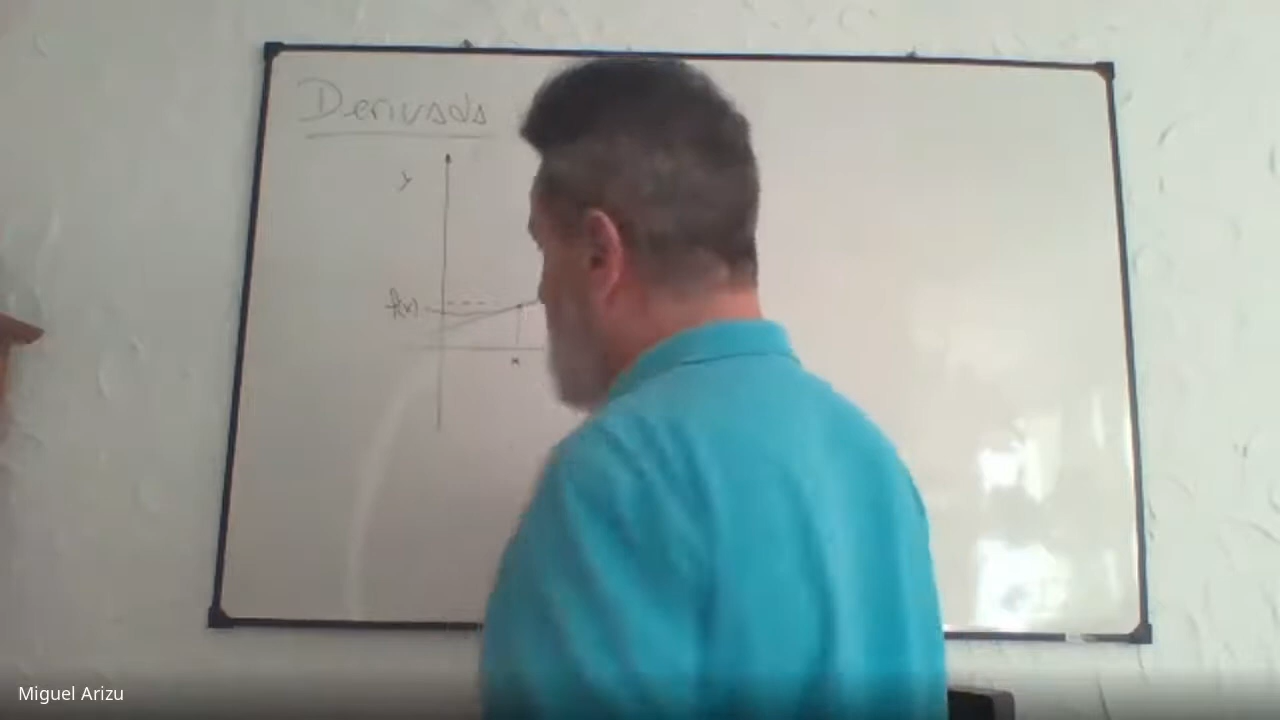 Derivada
y
f(x)
x
Miguel Arizu